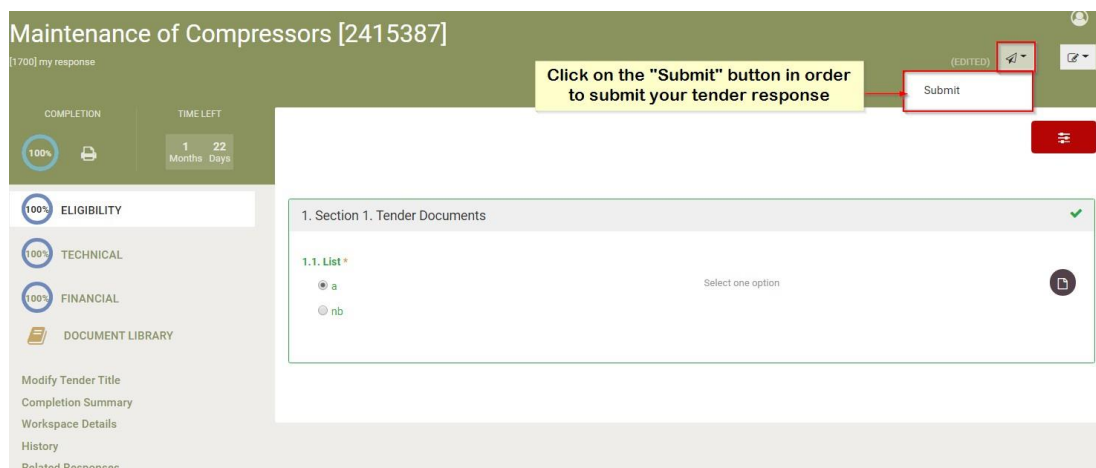 Maintenance of Compressors [2415387]
[1700] my response
(EDITED)
Click on the "Submit" button in order
to submit your tender response
Submit
COMPLETION
TIME LEFT
100%
1 22
Months Days
100% ELIGIBILITY
100% TECHNICAL
100% FINANCIAL
DOCUMENT LIBRARY
Modify Tender Title
Completion Summary
Workspace Details
History
Related Responses
1. Section 1. Tender Documents
1.1. List *
a
Select one option
nb